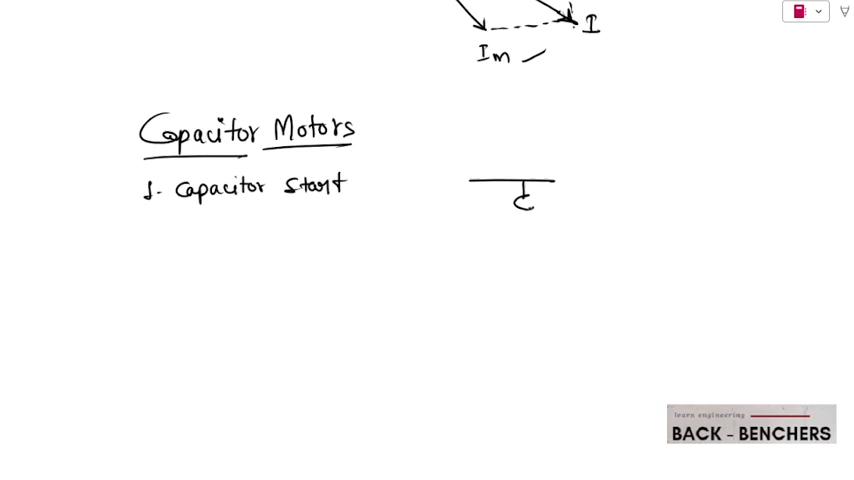 I
Im
Capacitor Motors
1. Capacitor Start
learn engineering
BACK - BENCHERS